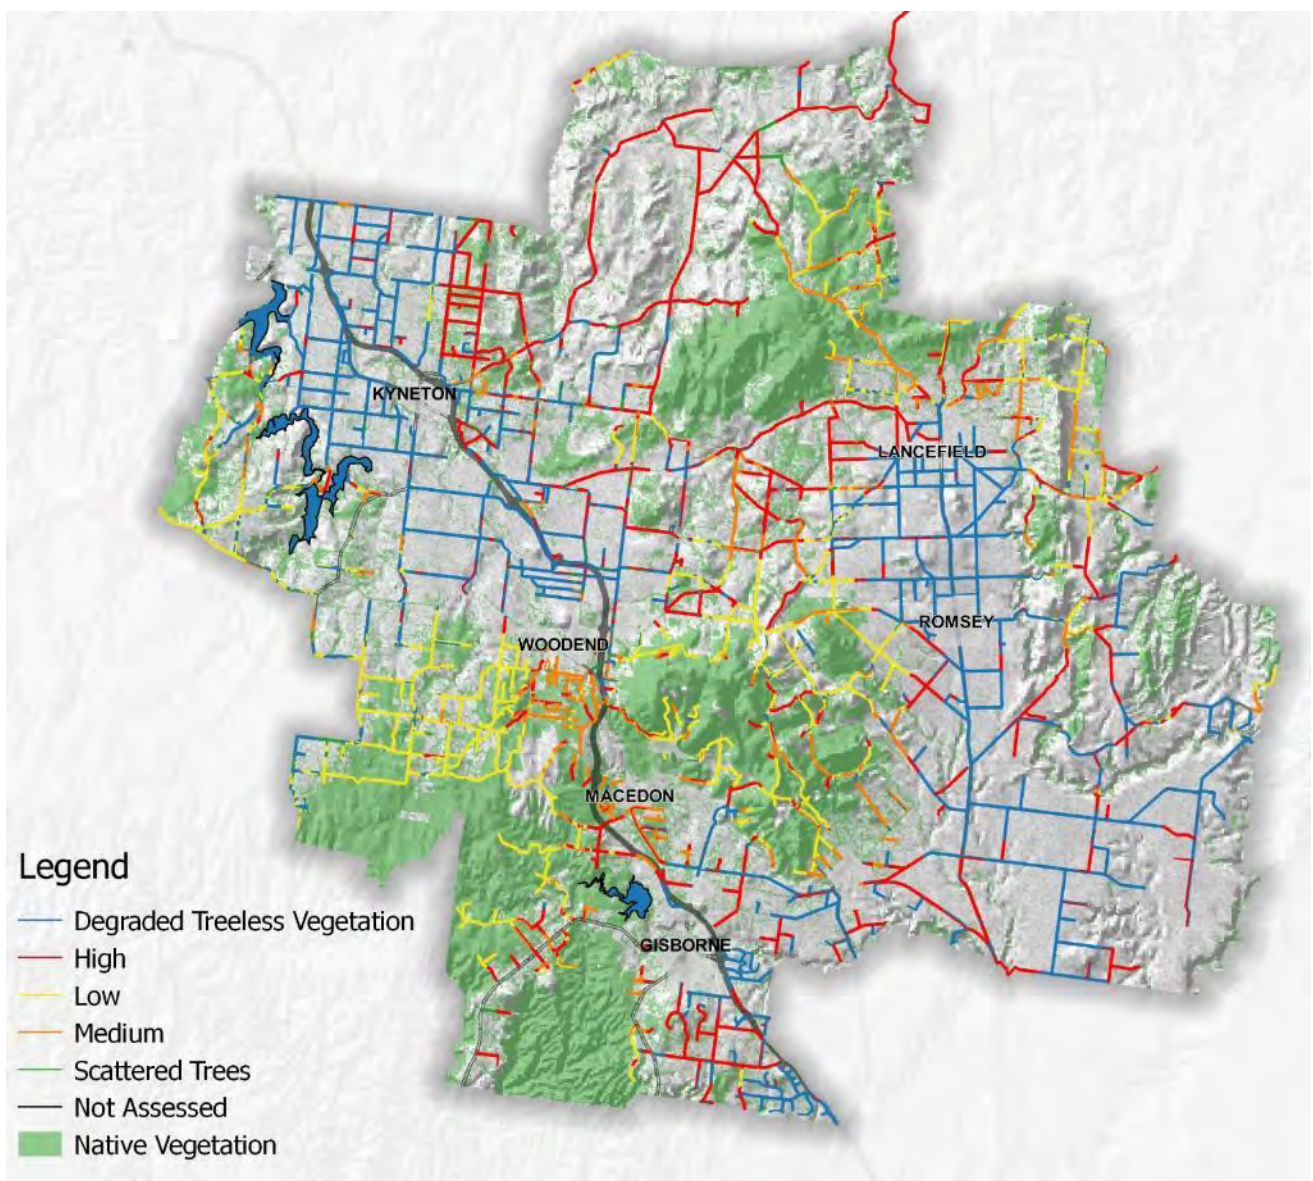 KYNETON
LANCEFIELD
ROMSEY
WOODEND
MACEDON
GISBORNE
Legend
Degraded Treeless Vegetation
High
Low
Medium
Scattered Trees
Not Assessed
Native Vegetation